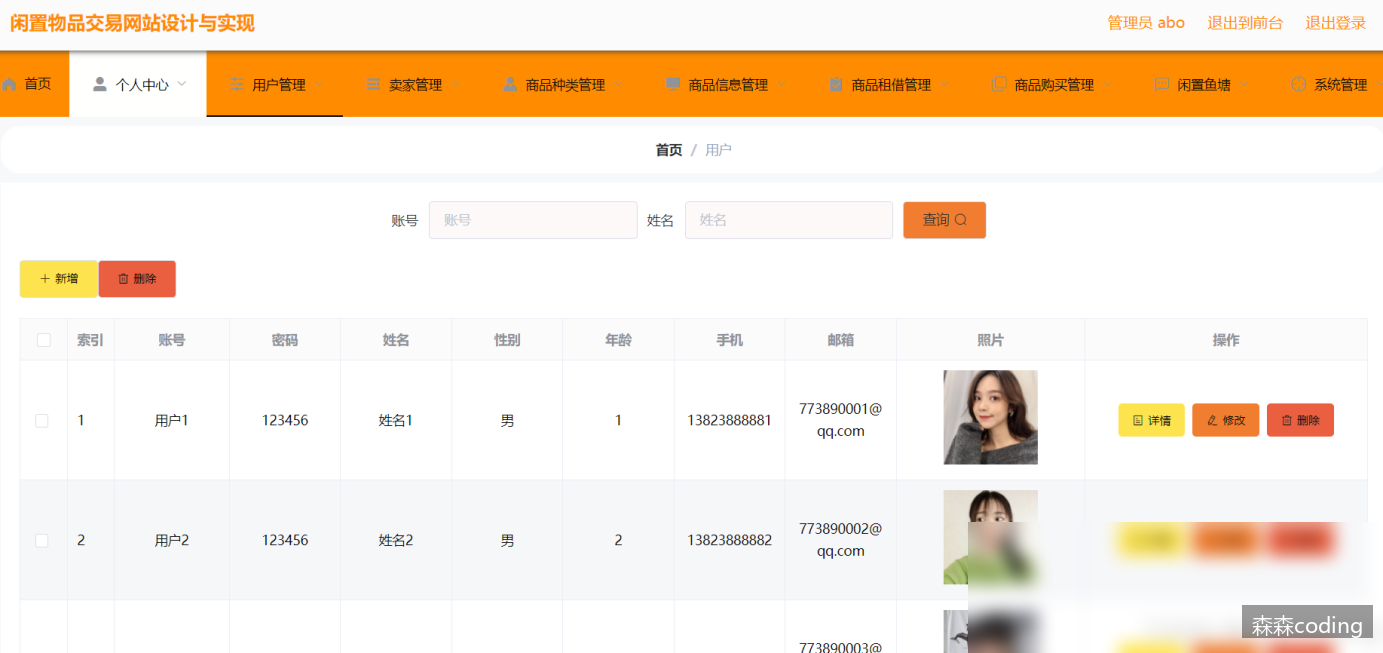 闲置物品交易网站设计与实现
管理员 abo 退出到前台 退出登录
首页 个人中心 用户管理 卖家管理 商品种类管理 商品信息管理 商品租借管理 商品购买管理 闲置鱼塘 系统管理
首页 / 用户
账号 账号 姓名 姓名 查询
新增 删除
索引 账号 密码 姓名 性别 年龄 手机 邮箱 照片 操作
1 用户1 123456 姓名1 男 1 13823888881 773890001@
qq.com
详情 修改 删除
2 用户2 123456 姓名2 男 2 13823888882 773890002@
qq.com
773890003@
森森coding